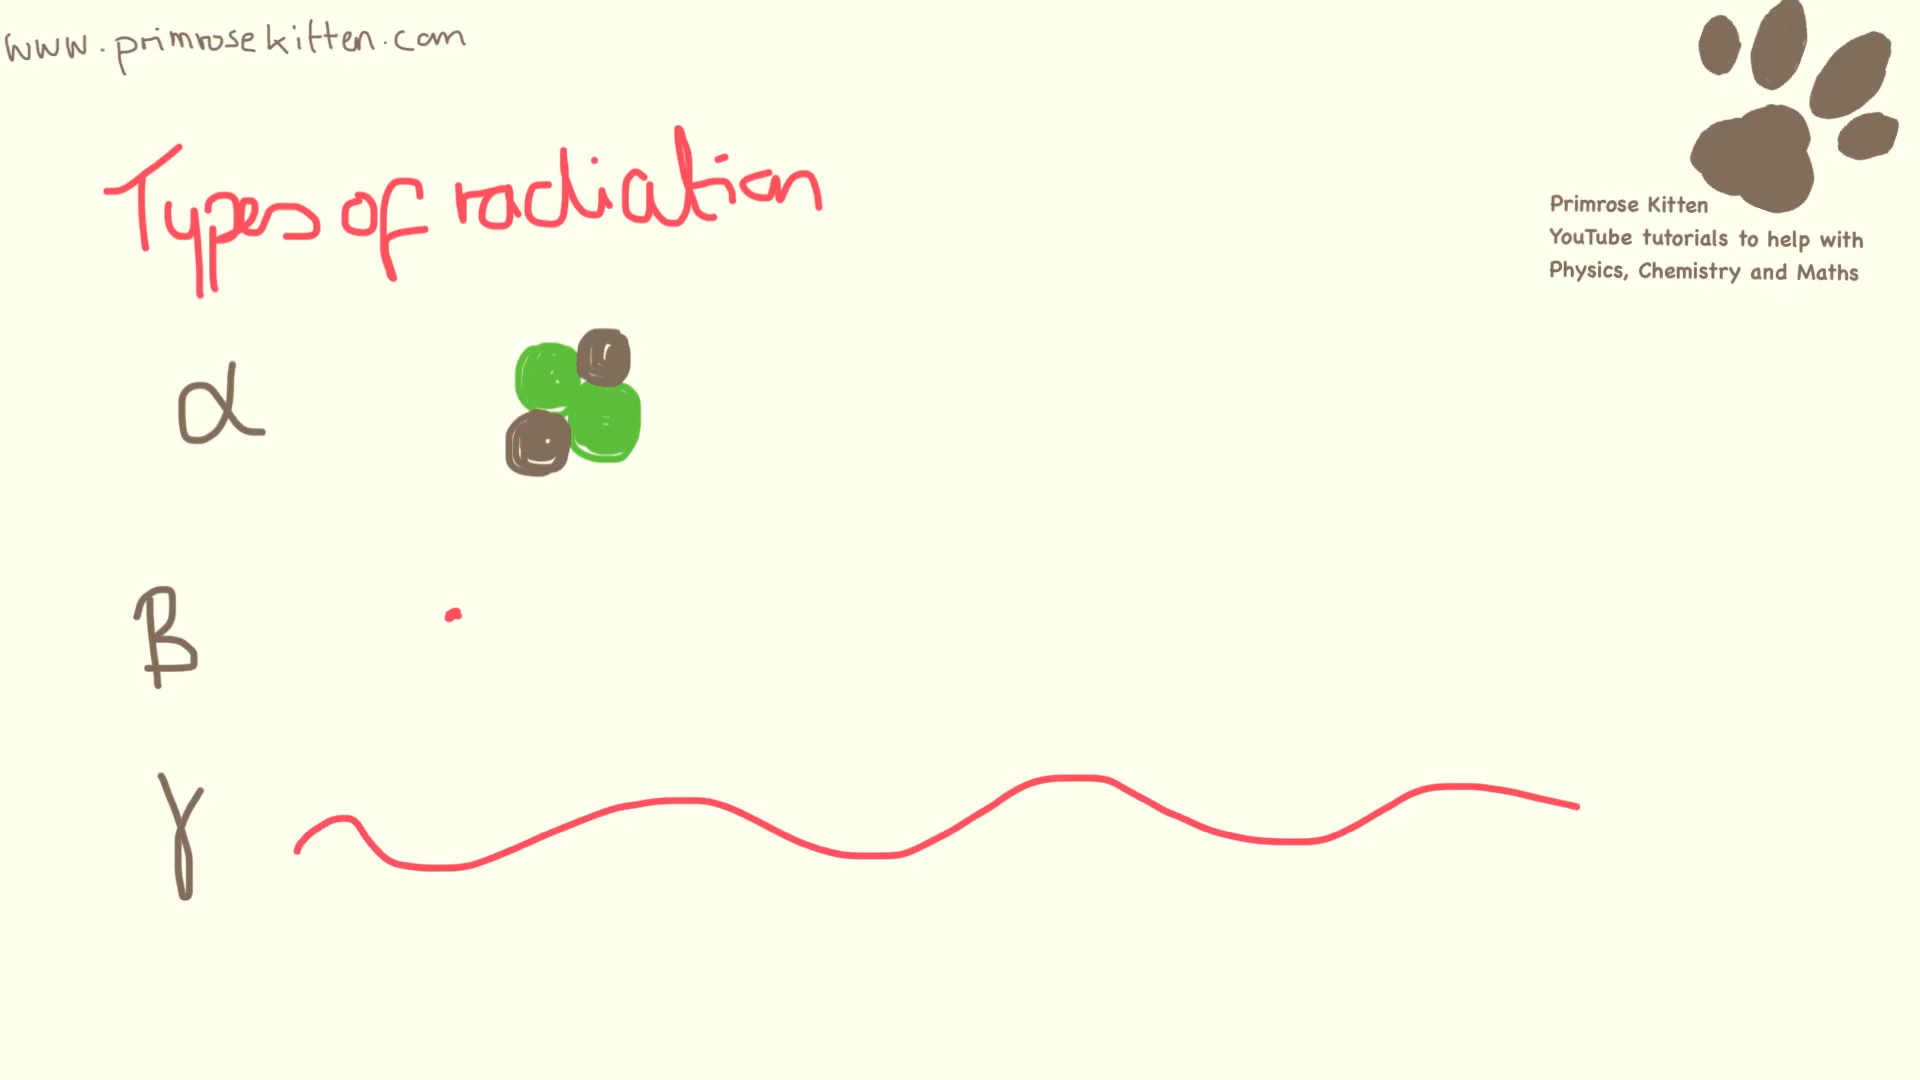 www.primrosekitten.com
Types of radiation
Primrose Kitten
YouTube tutorials to help with
Physics, Chemistry and Maths
α
β
γ